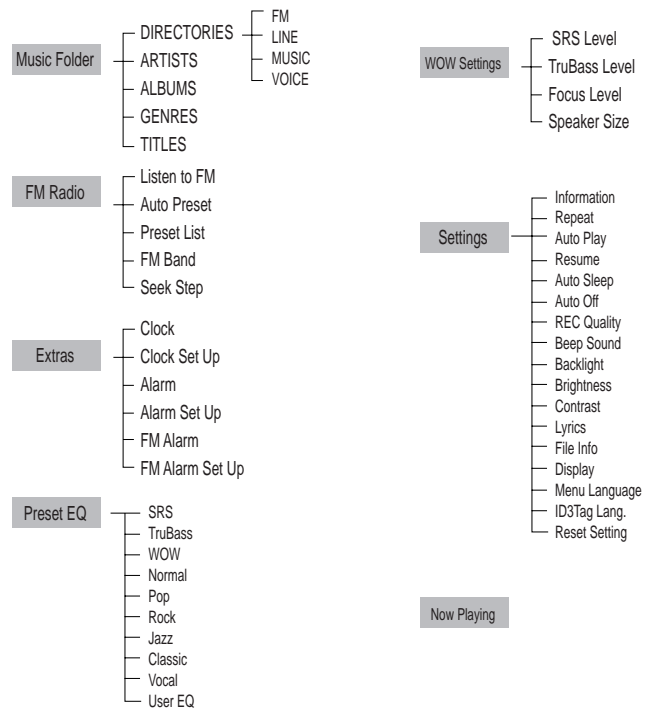 Music Folder
DIRECTORIES
ARTISTS
ALBUMS
GENRES
TITLES
FM
LINE
MUSIC
VOICE
FM Radio
Listen to FM
Auto Preset
Preset List
FM Band
Seek Step
Extras
Clock
Clock Set Up
Alarm
Alarm Set Up
FM Alarm
FM Alarm Set Up
Preset EQ
SRS
TruBass
WOW
Normal
Pop
Rock
Jazz
Classic
Vocal
User EQ
WOW Settings
SRS Level
TruBass Level
Focus Level
Speaker Size
Settings
Information
Repeat
Auto Play
Resume
Auto Sleep
Auto Off
REC Quality
Beep Sound
Backlight
Brightness
Contrast
Lyrics
File Info
Display
Menu Language
ID3Tag Lang.
Reset Setting
Now Playing